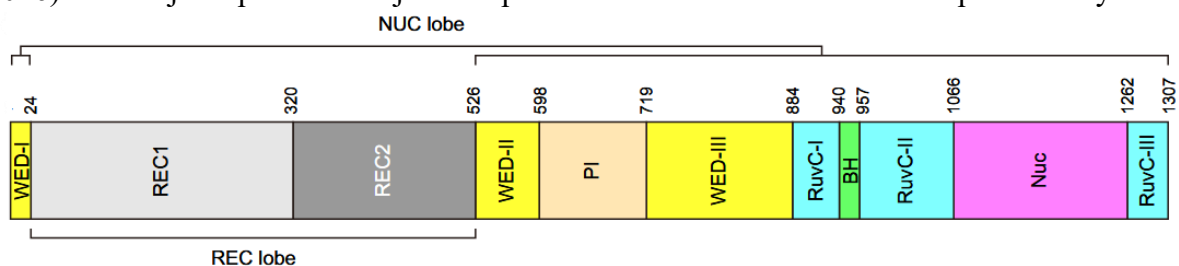 NUC lobe
24 320 526 598 719 884 940 957 1066 1262 1307
WED-I REC1 REC2 WED-II PI WED-III RuvC-I BH RuvC-II Nuc RuvC-III
REC lobe